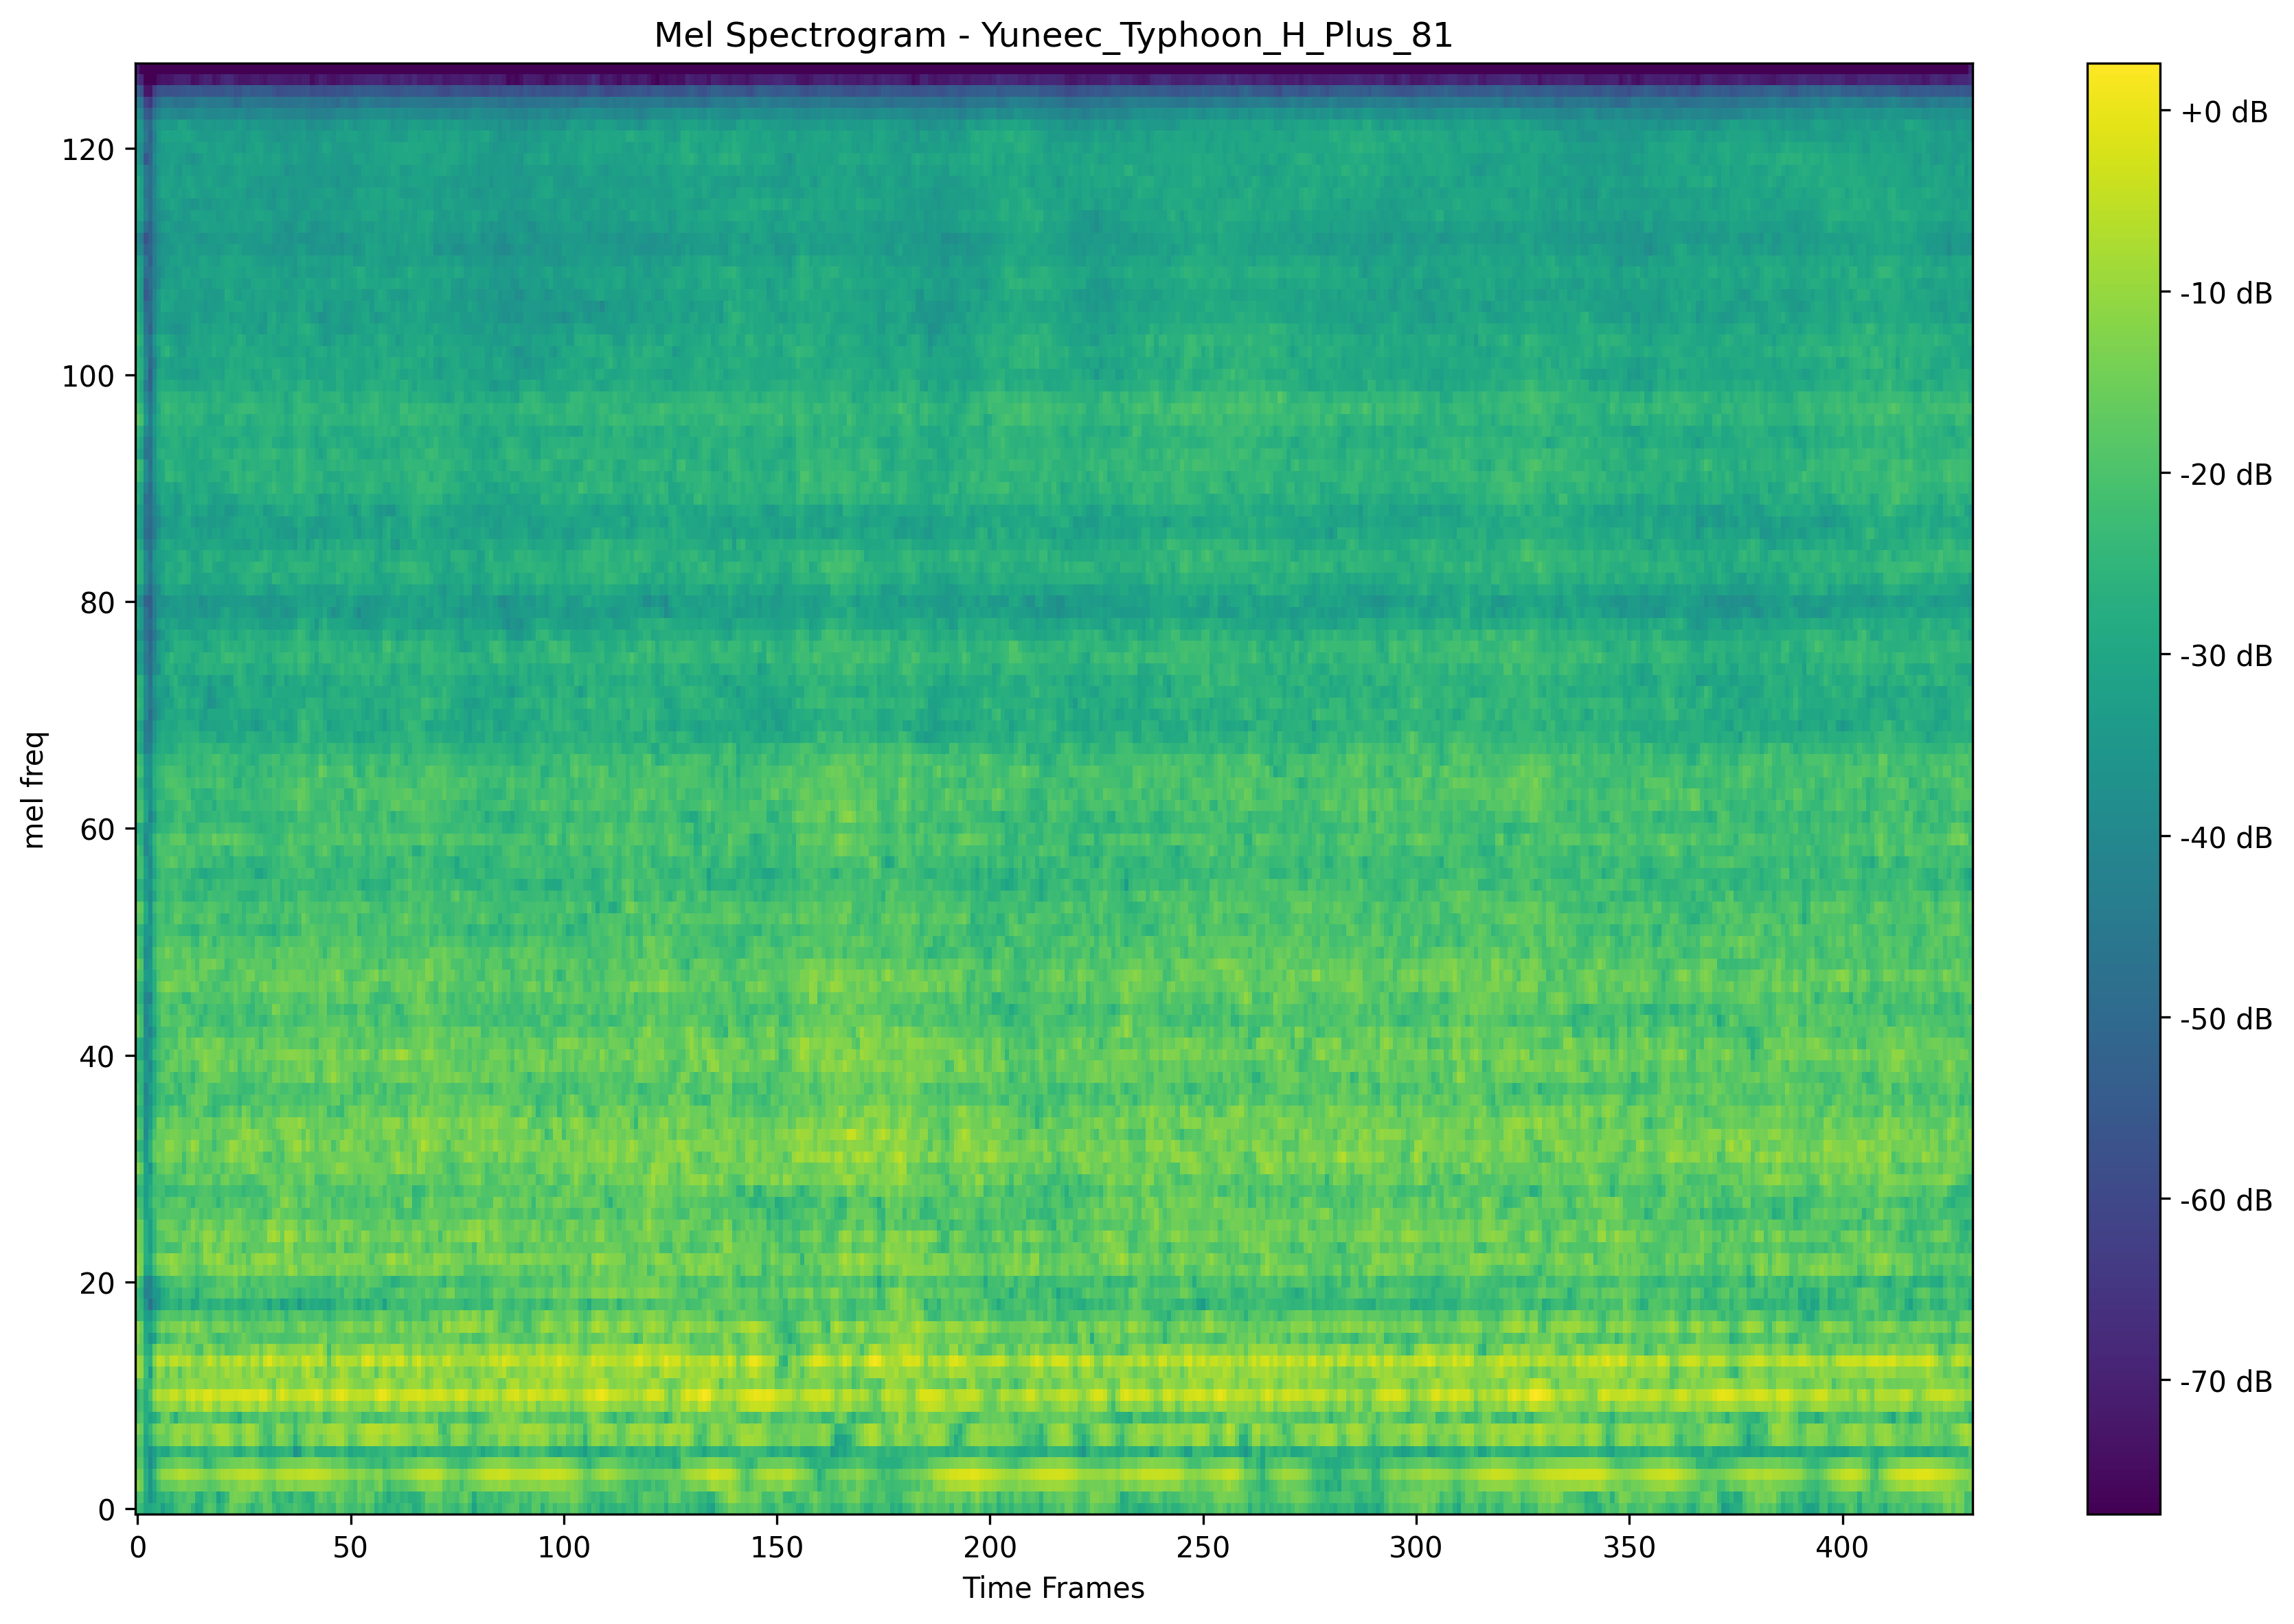 Mel Spectrogram - Yuneec_Typhoon_H_Plus_81
mel freq
120
100
80
60
40
20
0
0 50 100 150 200 250 300 350 400
Time Frames
+0 dB
-10 dB
-20 dB
-30 dB
-40 dB
-50 dB
-60 dB
-70 dB